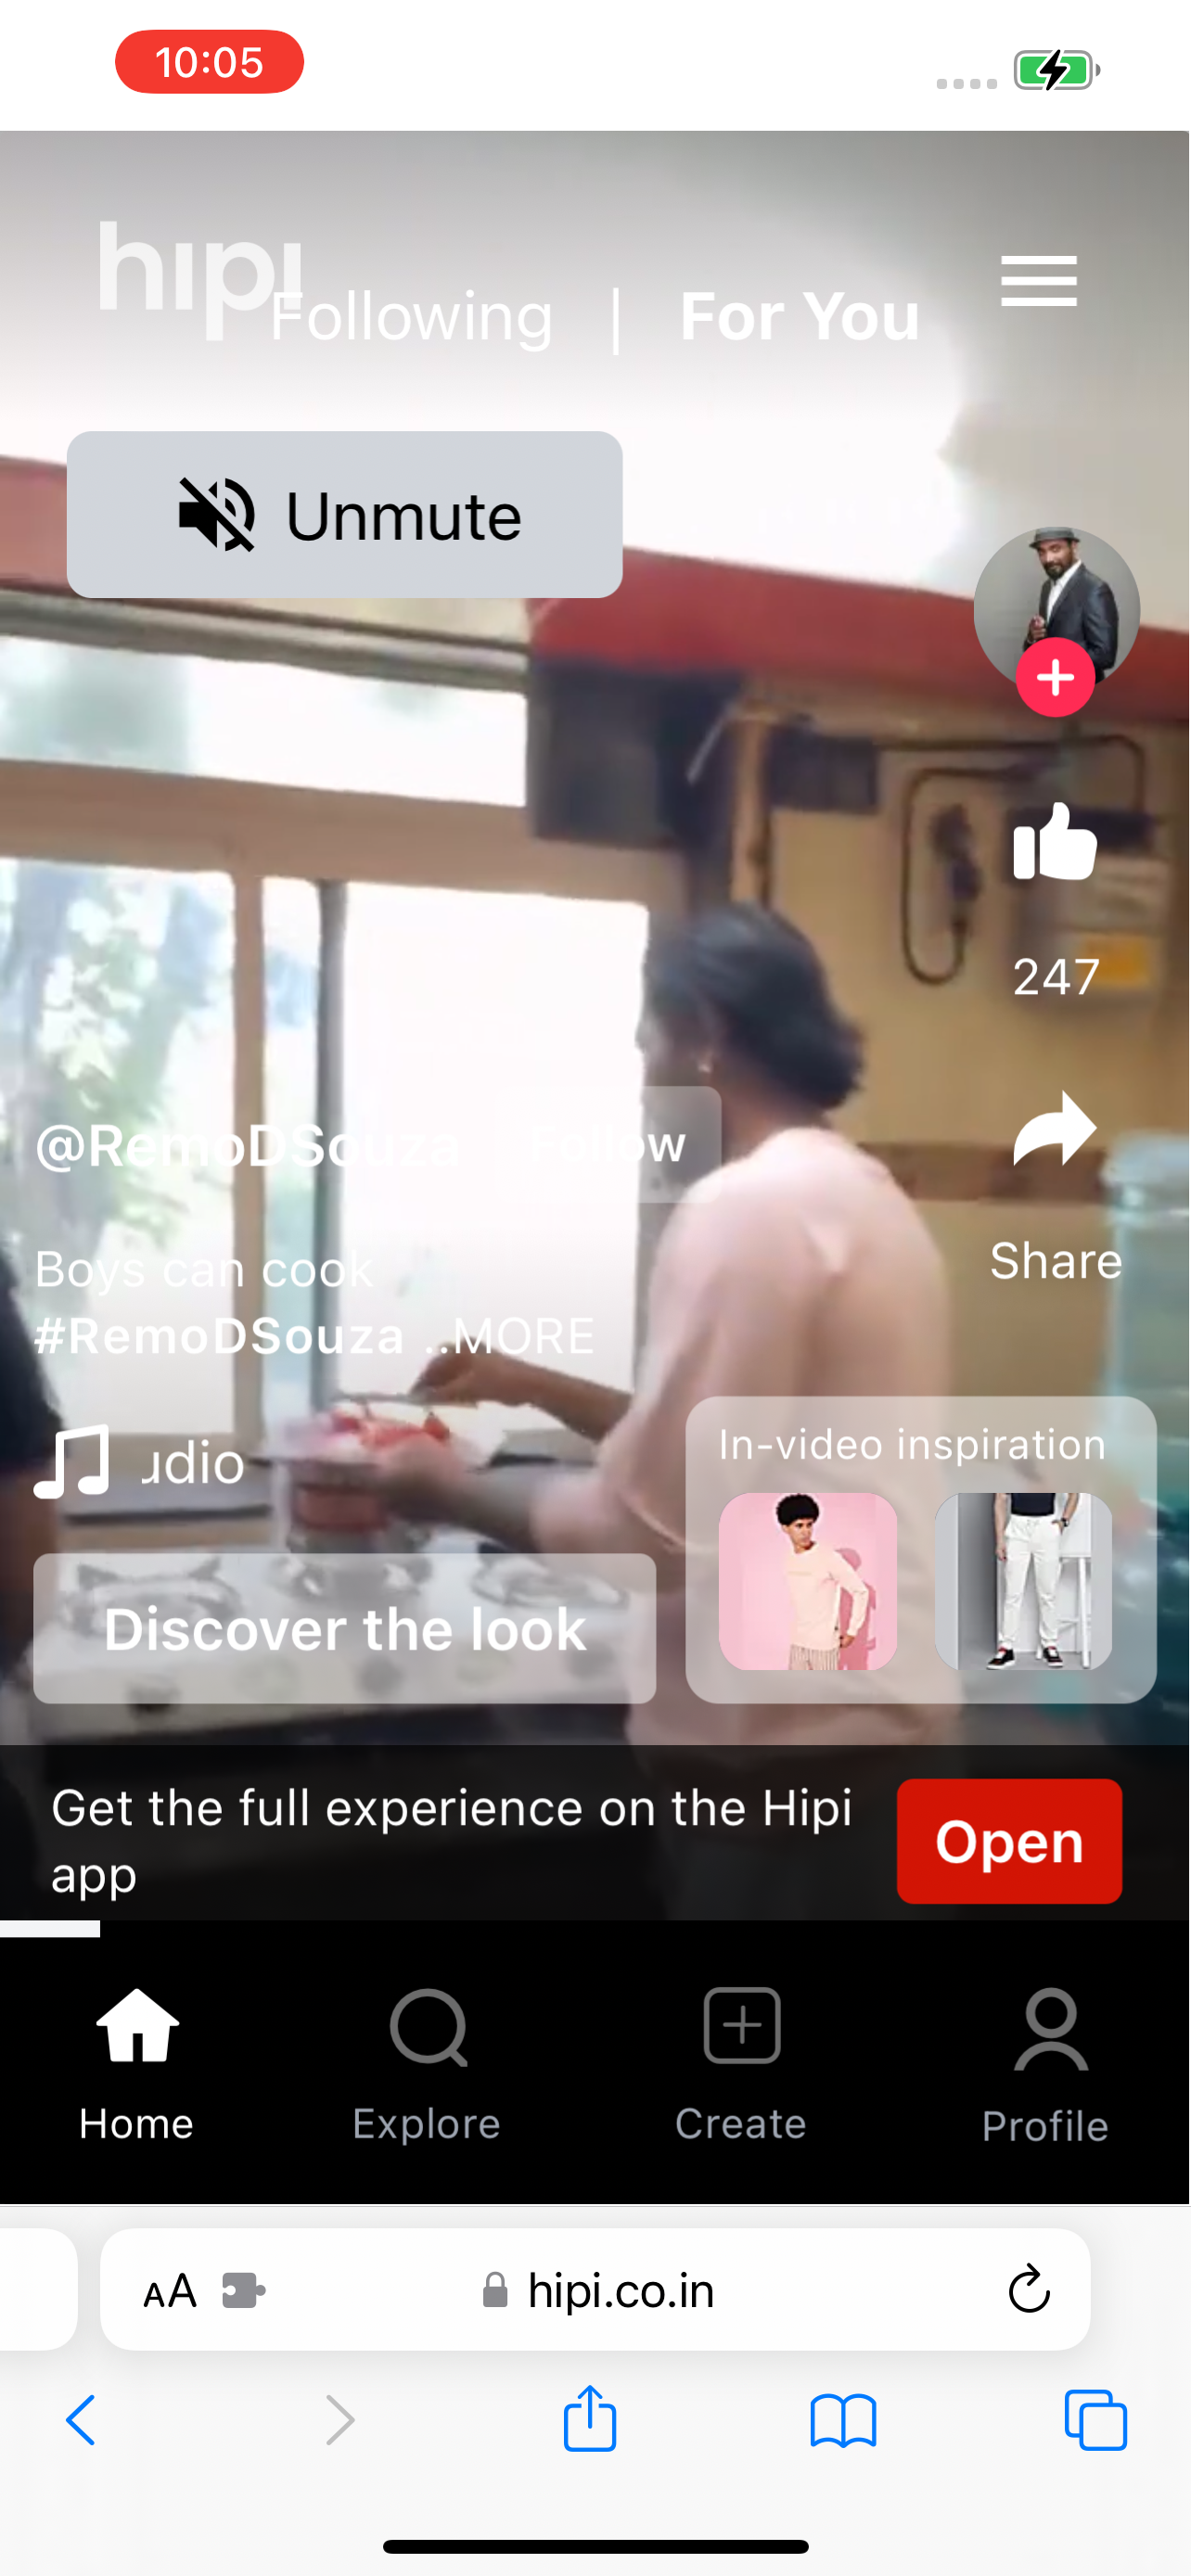 10:05
hipi
Following | For You
Unmute
247
@RemoDSouza Follow
Share
Boys can cook
#RemoDSouza ..MORE
In-video inspiration
udio
Discover the look
Get the full experience on the Hipi
app
Open
Home Explore Create Profile
AA hipi.co.in